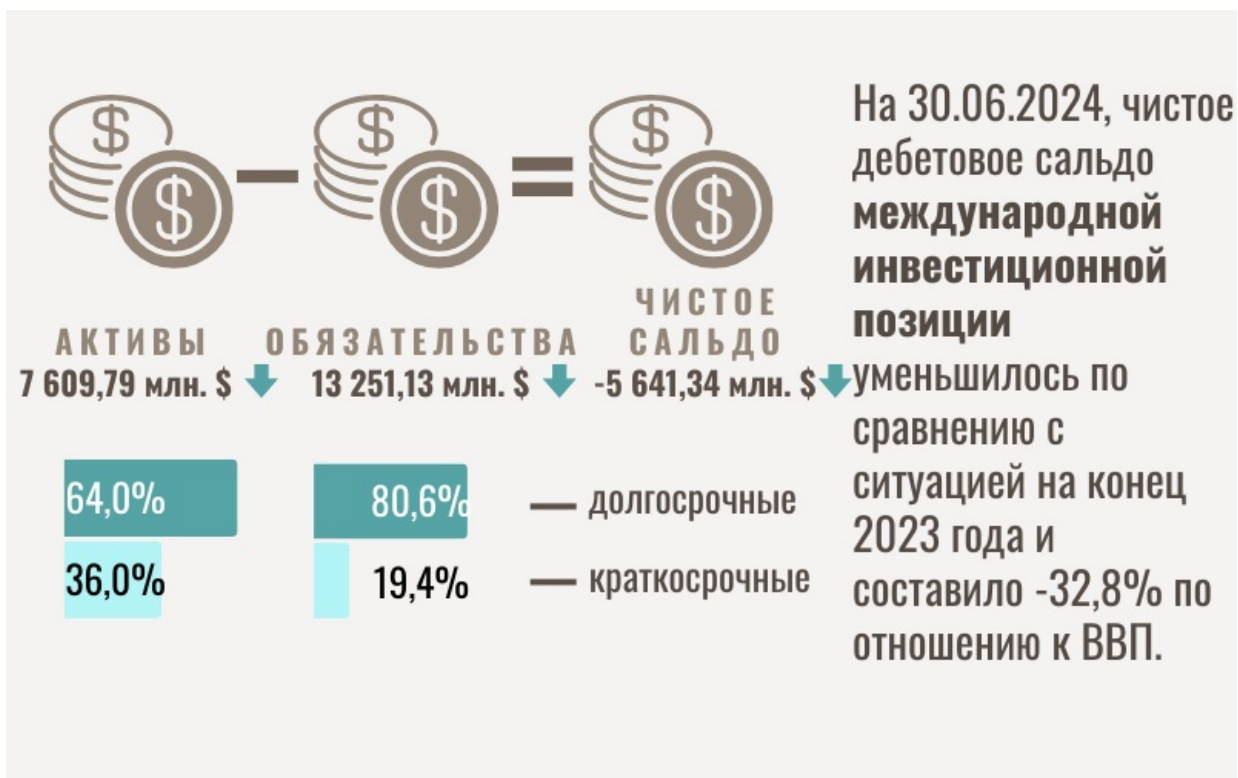 АКТИВЫ
7 609,79 млн. $
ОБЯЗАТЕЛЬСТВА
13 251,13 млн. $
ЧИСТОЕ
САЛЬДО
-5 641,34 млн. $
64,0%
36,0%
80,6%
19,4%
долгосрочные
краткосрочные
На 30.06.2024, чистое
дебетовое сальдо
международной
инвестиционной
позиции
уменьшилось по
сравнению с
ситуацией на конец
2023 года и
составило -32,8% по
отношению к ВВП.